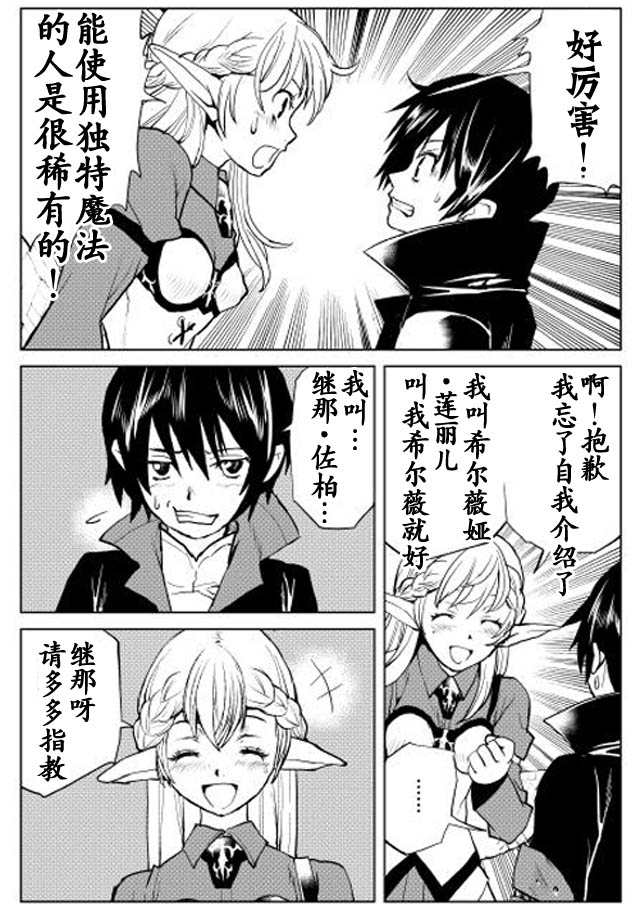 好厉害！
能使用独特魔法
的人是很稀有的！
啊！抱歉
我忘了自我介绍了
我叫希尔薇娅
·莲丽儿
叫我希尔薇就好
……
我叫…
继那·佐柏…
继那呀
请多多指教